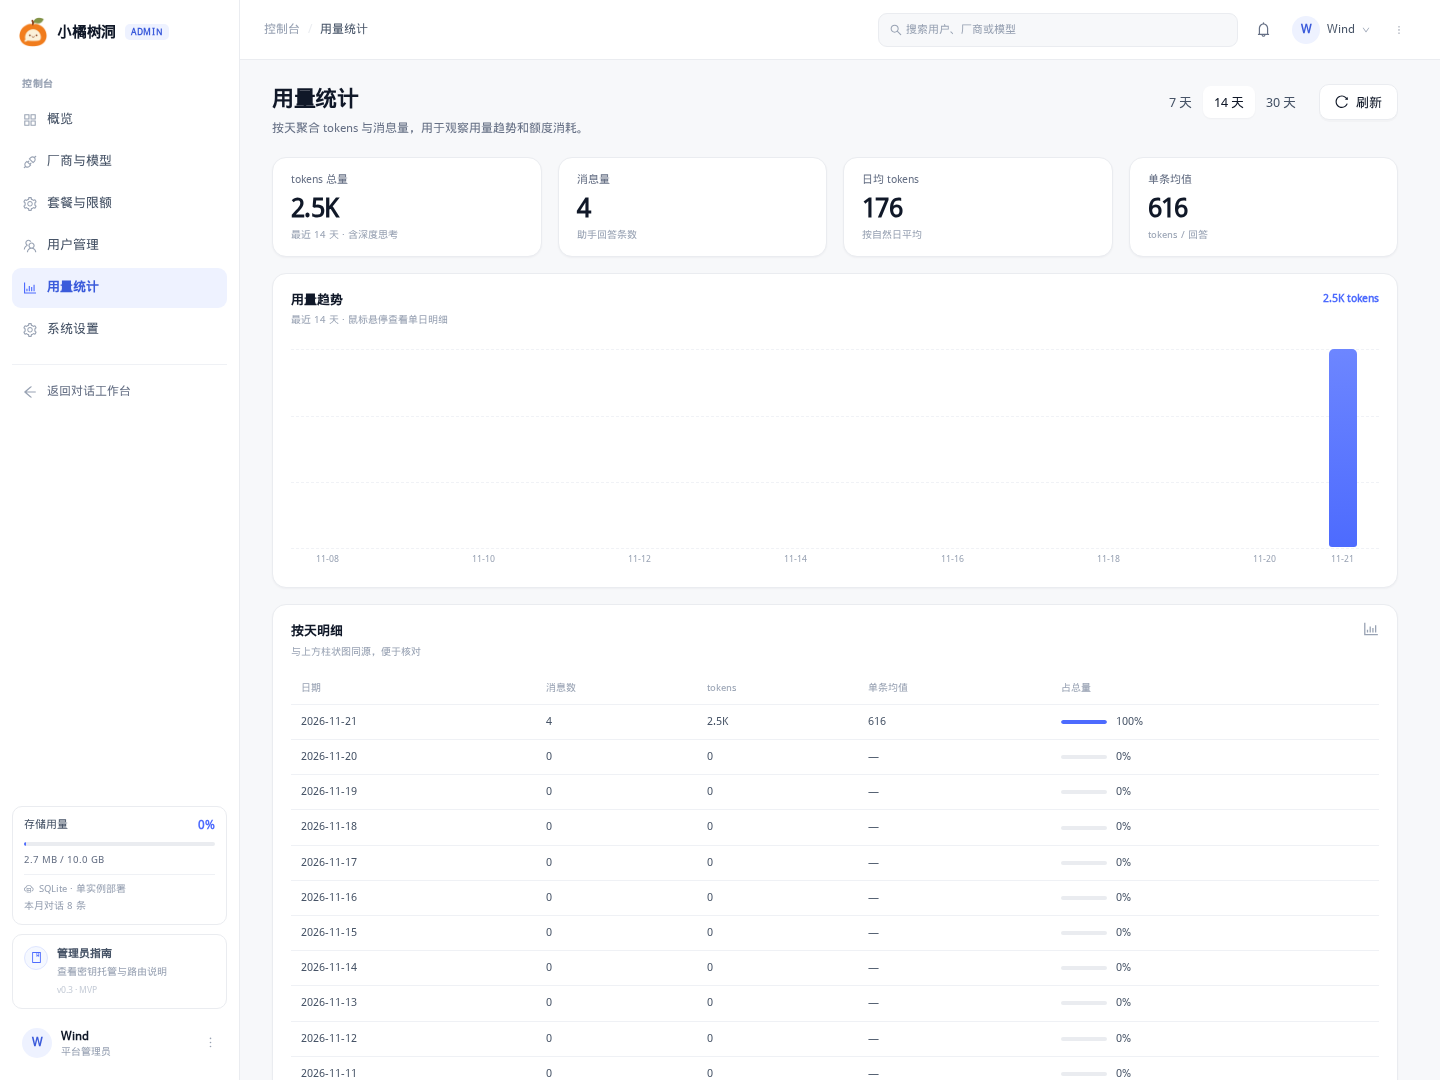 小橘树洞 ADMIN
控制台
概览
厂商与模型
套餐与限额
用户管理
用量统计
系统设置
返回对话工作台
存储用量 0%
2.7 MB / 10.0 GB
SQLite · 单实例部署
本月对话 8 条
管理员指南
查看密钥托管与路由说明
v0.3 · MVP
W Wind
平台管理员
控制台 / 用量统计
搜索用户、厂商或模型
W Wind
用量统计
按天聚合 tokens 与消息量，用于观察用量趋势和额度消耗。
7 天 14 天 30 天 刷新
tokens 总量
2.5K
最近 14 天 · 含深度思考
消息量
4
助手回答条数
日均 tokens
176
按自然日平均
单条均值
616
tokens / 回答
用量趋势 2.5K tokens
最近 14 天 · 鼠标悬停查看单日明细
11-08 11-10 11-12 11-14 11-16 11-18 11-20 11-21
按天明细
与上方柱状图同源，便于核对
日期 消息数 tokens 单条均值 占总量
2026-11-21 4 2.5K 616 100%
2026-11-20 0 0 — 0%
2026-11-19 0 0 — 0%
2026-11-18 0 0 — 0%
2026-11-17 0 0 — 0%
2026-11-16 0 0 — 0%
2026-11-15 0 0 — 0%
2026-11-14 0 0 — 0%
2026-11-13 0 0 — 0%
2026-11-12 0 0 — 0%
2026-11-11 0 0 — 0%